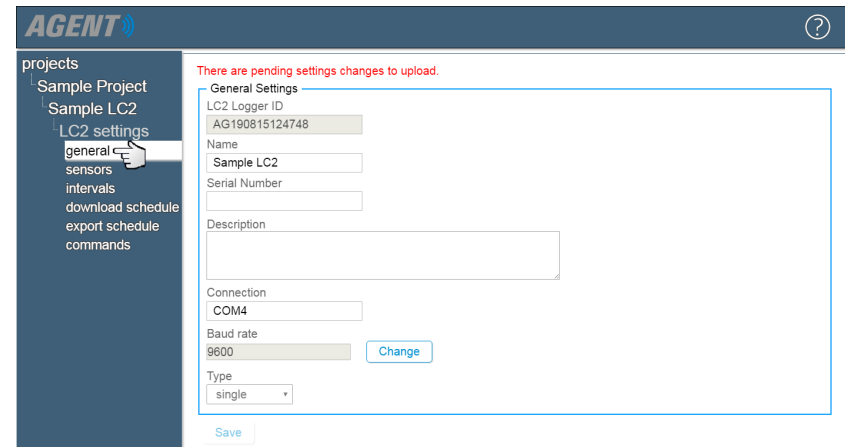 AGENT
?
projects
Sample Project
Sample LC2
LC2 settings
general
sensors
intervals
download schedule
export schedule
commands
There are pending settings changes to upload.
General Settings
LC2 Logger ID
AG190815124748
Name
Sample LC2
Serial Number
Description
Connection
COM4
Baud rate
9600 Change
Type
single
Save